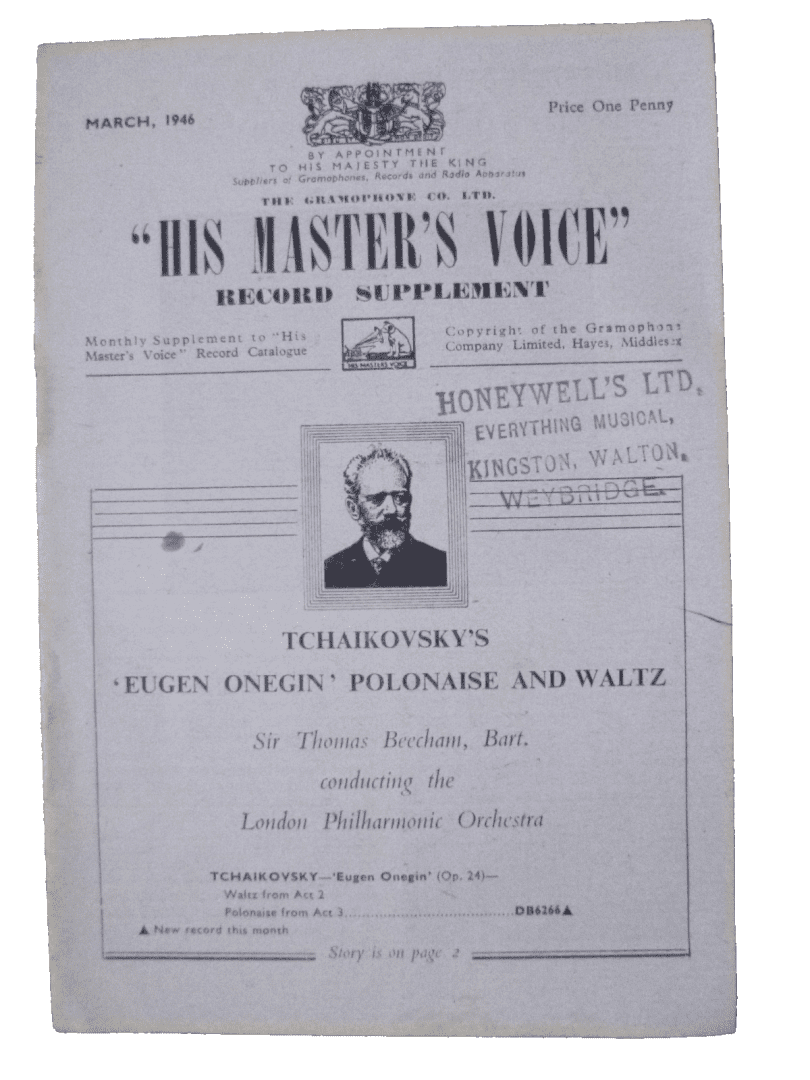 MARCH, 1946
Price One Penny
BY APPOINTMENT
TO HIS MAJESTY THE KING
Suppliers of Gramophones, Records and Radio Apparatus
THE GRAMOPHONE CO. LTD.
“HIS MASTER'S VOICE”
RECORD SUPPLEMENT
Monthly Supplement to "His
Master's Voice" Record Catalogue
HIS MASTER'S VOICE
Copyright of the Gramophone
Company Limited, Hayes, Middlesex
HONEYWELL'S LTD.
EVERYTHING MUSICAL,
KINGSTON, WALTON.
WEYBRIDGE.
TCHAIKOVSKY'S
‘EUGEN ONEGIN’ POLONAISE AND WALTZ
Sir Thomas Beecham, Bart.
conducting the
London Philharmonic Orchestra
TCHAIKOVSKY—‘Eugen Onegin’ (Op. 24)—
Waltz from Act 2
Polonaise from Act 3........................................DB6266▲
▲ New record this month
Story is on page 2